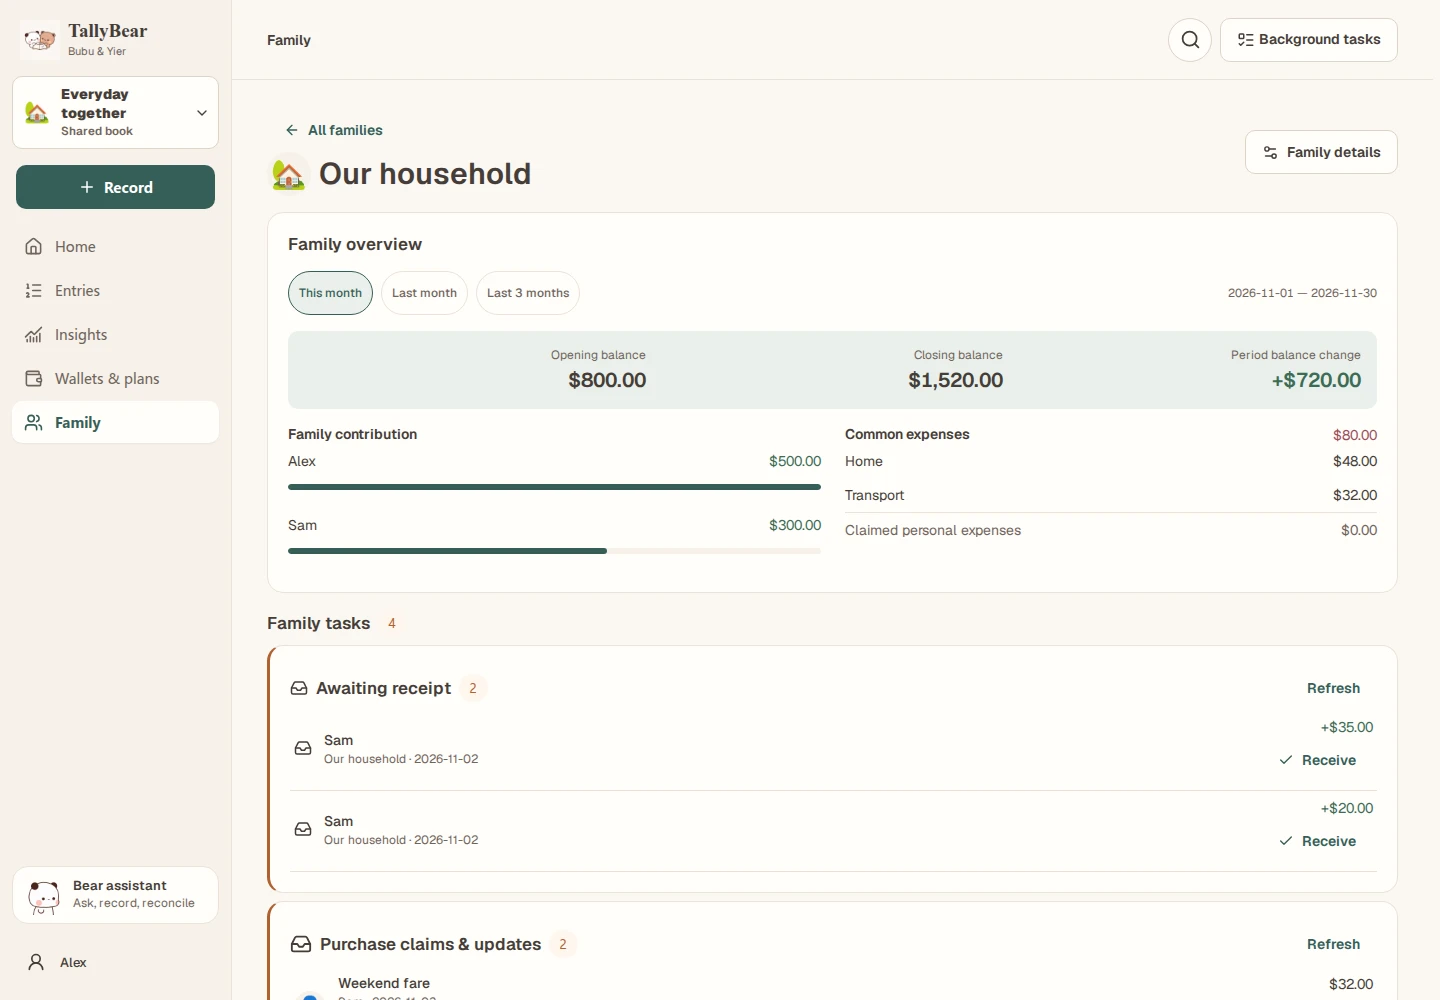 TallyBear
Bubu & Yier
Everyday together
Shared book
Record
Home
Entries
Insights
Wallets & plans
Family
Bear assistant
Ask, record, reconcile
Alex
Family
Background tasks
All families
Our household
Family details
Family overview
This month
Last month
Last 3 months
2026-11-01 — 2026-11-30
Opening balance
$800.00
Closing balance
$1,520.00
Period balance change
+$720.00
Family contribution
Alex $500.00
Sam $300.00
Common expenses $80.00
Home $48.00
Transport $32.00
Claimed personal expenses $0.00
Family tasks 4
Awaiting receipt 2
Refresh
Sam
Our household · 2026-11-02
+$35.00
Receive
Sam
Our household · 2026-11-02
+$20.00
Receive
Purchase claims & updates 2
Refresh
Weekend fare
$32.00